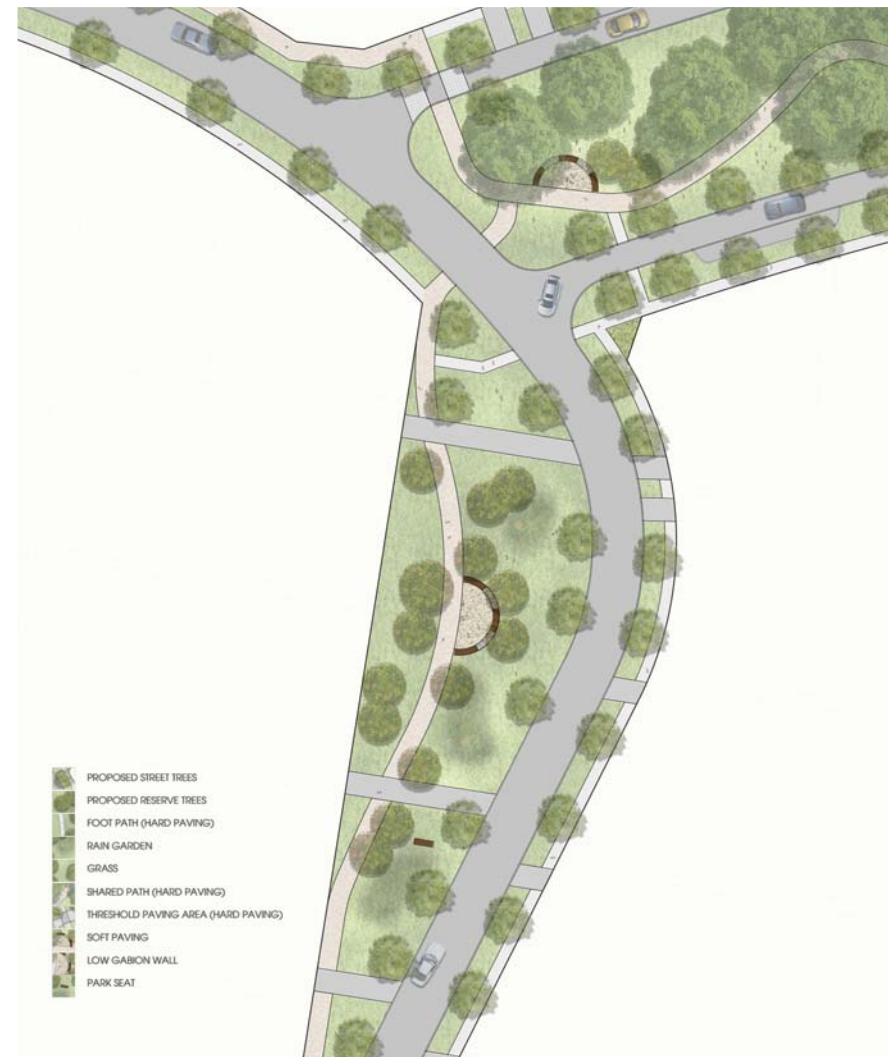 PROPOSED STREET TREES
PROPOSED RESERVE TREES
FOOT PATH (HARD PAVING)
RAIN GARDEN
GRASS
SHARED PATH (HARD PAVING)
THRESHOLD PAVING AREA (HARD PAVING)
SOFT PAVING
LOW GABION WALL
PARK SEAT